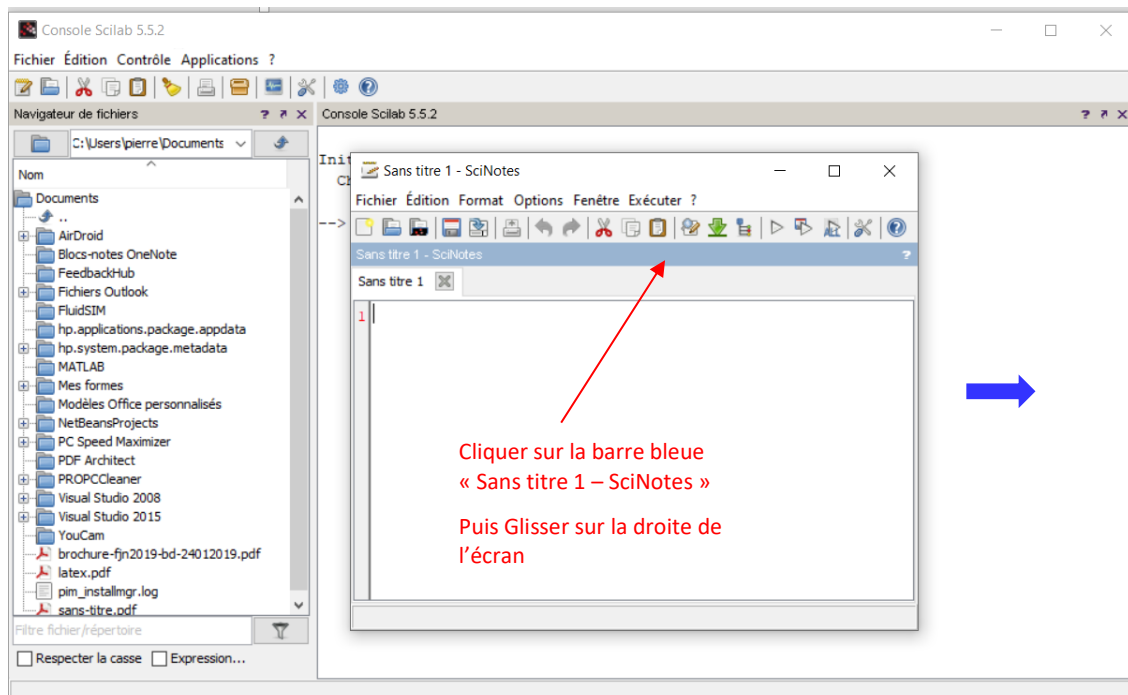 Console Scilab 5.5.2
Fichier Édition Contrôle Applications ?
Navigateur de fichiers ? X
Console Scilab 5.5.2 ? X
C:\Users\pierre\Documents
Nom
Documents
..
AirDroid
Blocs-notes OneNote
FeedbackHub
Fichiers Outlook
FluidSIM
hp.applications.package.appdata
hp.system.package.metadata
MATLAB
Mes formes
Modèles Office personnalisés
NetBeansProjects
PC Speed Maximizer
PDF Architect
PROPCCleaner
Visual Studio 2008
Visual Studio 2015
YouCam
brochure-fjn2019-bd-24012019.pdf
latex.pdf
pim_installmgr.log
sans-titre.pdf
Filtre fichier/répertoire
Respecter la casse Expression...
Init
-->
Sans titre 1 - SciNotes
Fichier Édition Format Options Fenêtre Exécuter ?
Sans titre 1 - SciNotes ?
Sans titre 1
1
Cliquer sur la barre bleue
« Sans titre 1 – SciNotes »
Puis Glisser sur la droite de
l'écran